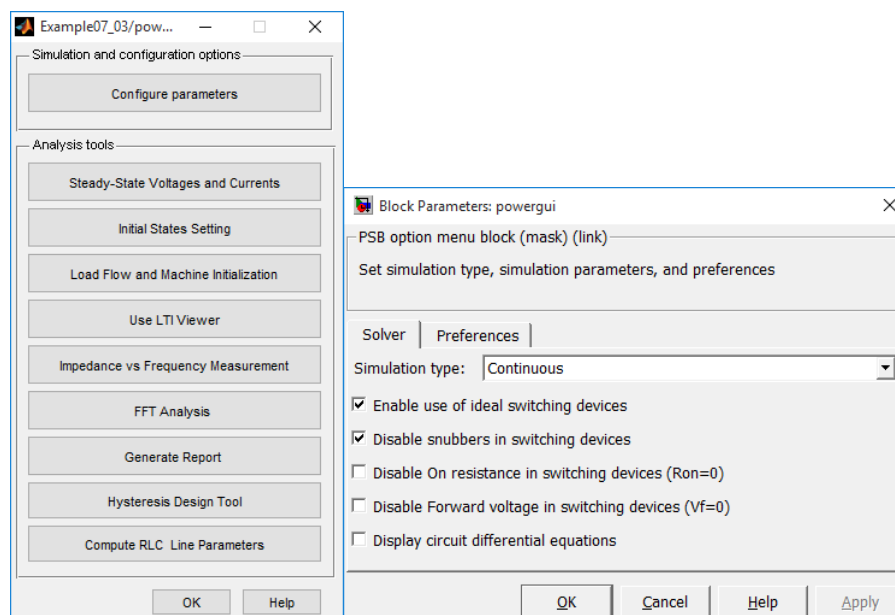 Example07_03/pow...
Simulation and configuration options
Configure parameters
Analysis tools
Steady-State Voltages and Currents
Initial States Setting
Load Flow and Machine Initialization
Use LTI Viewer
Impedance vs Frequency Measurement
FFT Analysis
Generate Report
Hysteresis Design Tool
Compute RLC Line Parameters
OK Help
Block Parameters: powergui
PSB option menu block (mask) (link)
Set simulation type, simulation parameters, and preferences
Solver Preferences
Simulation type: Continuous
Enable use of ideal switching devices
Disable snubbers in switching devices
Disable On resistance in switching devices (Ron=0)
Disable Forward voltage in switching devices (Vf=0)
Display circuit differential equations
OK Cancel Help Apply